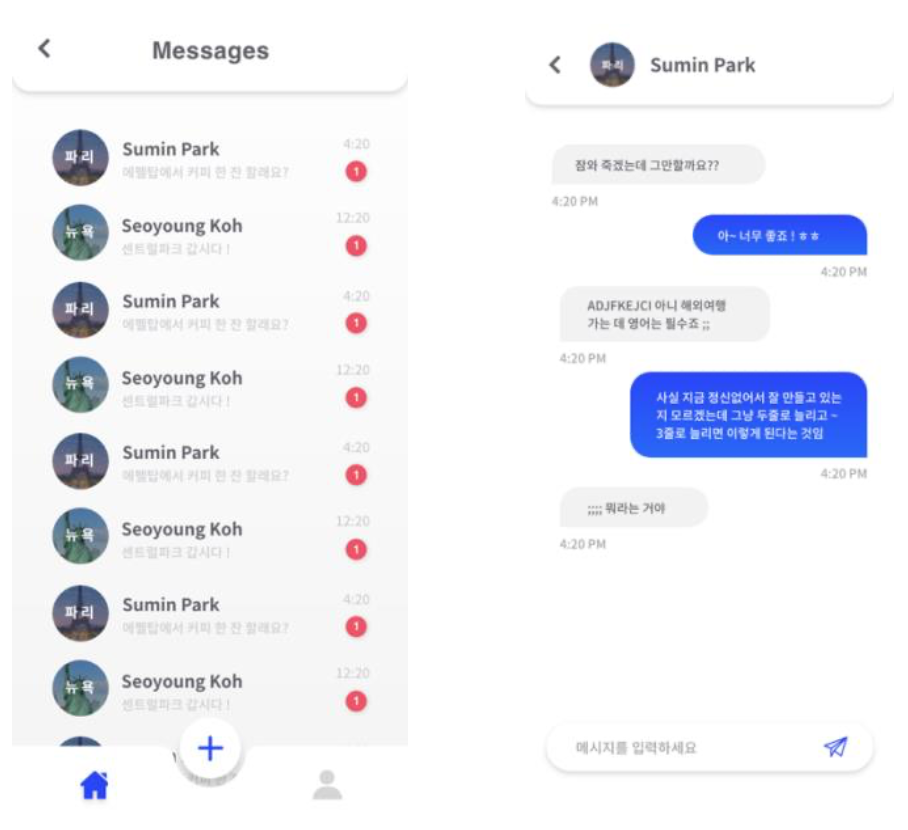 Messages
파리
Sumin Park
4:20
에펠탑에서 커피 한 잔 할래요?
1
뉴욕
Seoyoung Koh
12:20
센트럴파크 갑시다 !
1
파리
Sumin Park
4:20
에펠탑에서 커피 한 잔 할래요?
1
뉴욕
Seoyoung Koh
12:20
센트럴파크 갑시다 !
1
파리
Sumin Park
4:20
에펠탑에서 커피 한 잔 할래요?
1
뉴욕
Seoyoung Koh
12:20
센트럴파크 갑시다 !
1
파리
Sumin Park
4:20
에펠탑에서 커피 한 잔 할래요?
1
뉴욕
Seoyoung Koh
12:20
센트럴파크 갑시다 !
1
파리
Sumin Park
잠와 죽겠는데 그만할까요??
4:20 PM
아~ 너무 좋죠 ! ㅎㅎ
4:20 PM
ADJFKEJCI 아니 해외여행
가는 데 영어는 필수죠 ;;
4:20 PM
사실 지금 정신없어서 잘 만들고 있는
지 모르겠는데 그냥 두줄로 늘리고 ~
3줄로 늘리면 이렇게 된다는 것임
4:20 PM
;;;; 뭐라는 거야
4:20 PM
메시지를 입력하세요